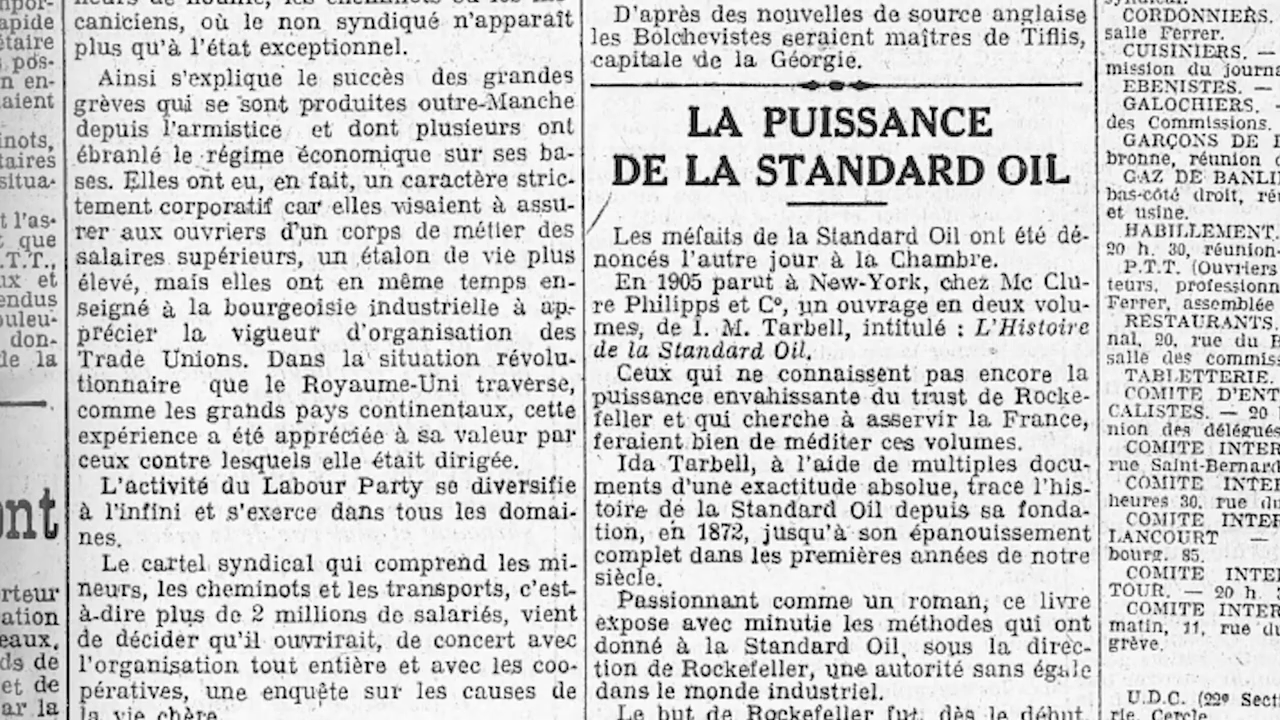 caniciens, où le non syndiqué n'apparaît
plus qu'à l'état exceptionnel.
Ainsi s'explique le succès des grandes
grèves qui se sont produites outre-Manche
depuis l'armistice et dont plusieurs ont
ébranlé le régime économique sur ses ba-
ses. Elles ont eu, en fait, un caractère stric-
tement corporatif car elles visaient à assu-
rer aux ouvriers d'un corps de métier des
salaires supérieurs, un étalon de vie plus
élevé, mais elles ont en même temps en-
seigné à la bourgeoisie industrielle à ap-
précier la vigueur d'organisation des
Trade Unions. Dans la situation révolu-
tionnaire que le Royaume-Uni traverse,
comme les grands pays continentaux, cette
expérience a été appréciée à sa valeur par
ceux contre lesquels elle était dirigée.
L'activité du Labour Party se diversifie
à l'infini et s'exerce dans tous les domai-
nes.
Le cartel syndical qui comprend les mi-
neurs, les cheminots et les transports, c'est-
à-dire plus de 2 millions de salariés, vient
de décider qu'il ouvrirait, de concert avec
l'organisation tout entière et avec les coo-
pératives, une enquête sur les causes de
la vie chère.
D'après des nouvelles de source anglaise
les Bolchevistes seraient maîtres de Tiflis,
capitale de la Géorgie.
LA PUISSANCE
DE LA STANDARD OIL
Les méfaits de la Standard Oil ont été dé-
noncés l'autre jour à la Chambre.
En 1905 parut à New-York, chez Mc Clu-
re Philipps et C°, un ouvrage en deux volu-
mes, de I. M. Tarbell, intitulé : L'Histoire
de la Standard Oil.
Ceux qui ne connaissent pas encore la
puissance envahissante du trust de Rocke-
feller et qui cherche à asservir la France,
feraient bien de méditer ces volumes.
Ida Tarbell, à l'aide de multiples docu-
ments d'une exactitude absolue, trace l'his-
toire de la Standard Oil depuis sa fonda-
tion, en 1872, jusqu'à son épanouissement
complet dans les premières années de notre
siècle.
Passionnant comme un roman, ce livre
expose avec minutie les méthodes qui ont
donné à la Standard Oil, sous la direc-
tion de Rockefeller, une autorité sans égale
dans le monde industriel.
Le but de Rockefeller fut, dès le début,
CORDONNIERS.
salle Ferrer.
CUISINIERS. —
mission du journa
EBENISTES. —
GALOCHIERS.
des Commissions.
GARÇONS DE
bronne, réunion
GAZ DE BANLI
bas-côté droit, ré
et usine.
HABILLEMENT.
20 h. 30, réunion
P.T.T. (Ouvriers
teurs, professionn
Ferrer, assemblée
RESTAURANTS
nal, 20, rue du B
salle des commis
TABLETTERIE.
COMITE D'ENT
CALISTES. — 20
nion des délégués
COMITE INTER
rue Saint-Bernard
COMITE INTER
heures 30, rue du
COMITE INTER
LANCOURT —
bourg, 85.
COMITE INTE
TOUR. — 20 h.
COMITE INTER
matin, 11, rue du
grève.
U.D.C. (22e Sect
rie, Cercle